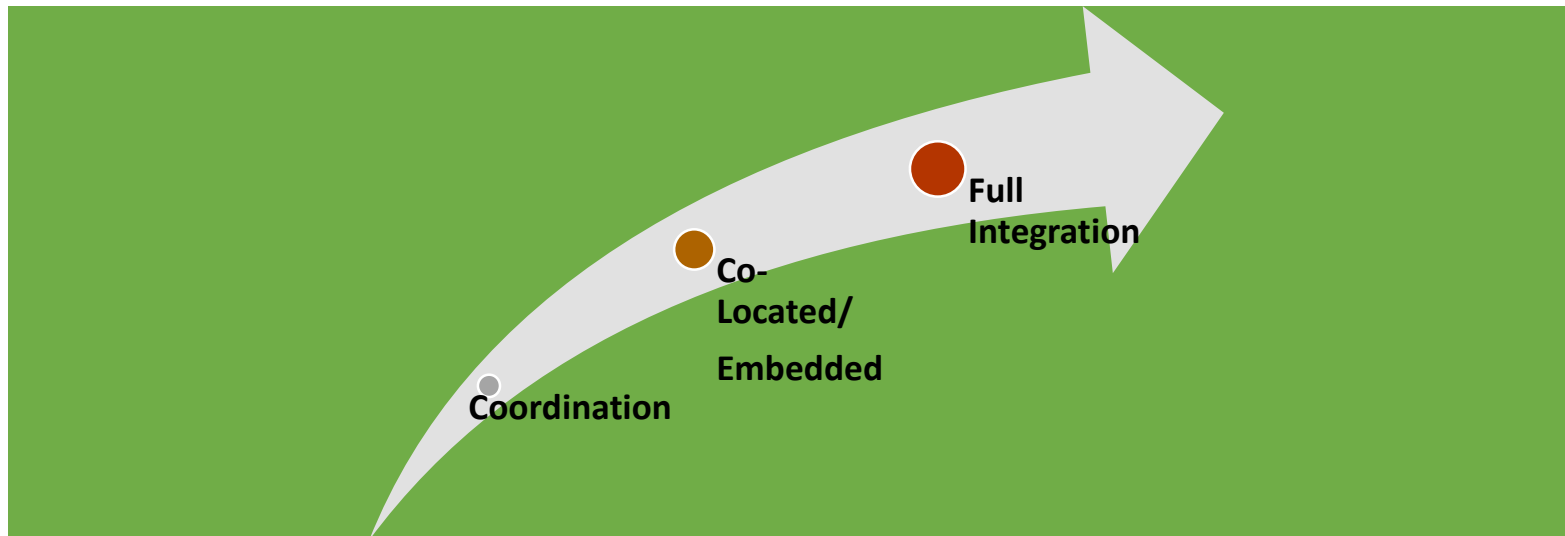 Full
Integration
Co-
Located/
Embedded
Coordination